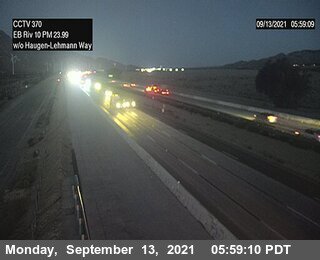 CCTV 370
EB Riv 10 PM 23.99
w/o Haugen-Lehmann Way
09/13/2021 05:59:09
Monday, September 13, 2021 05:59:10 PDT